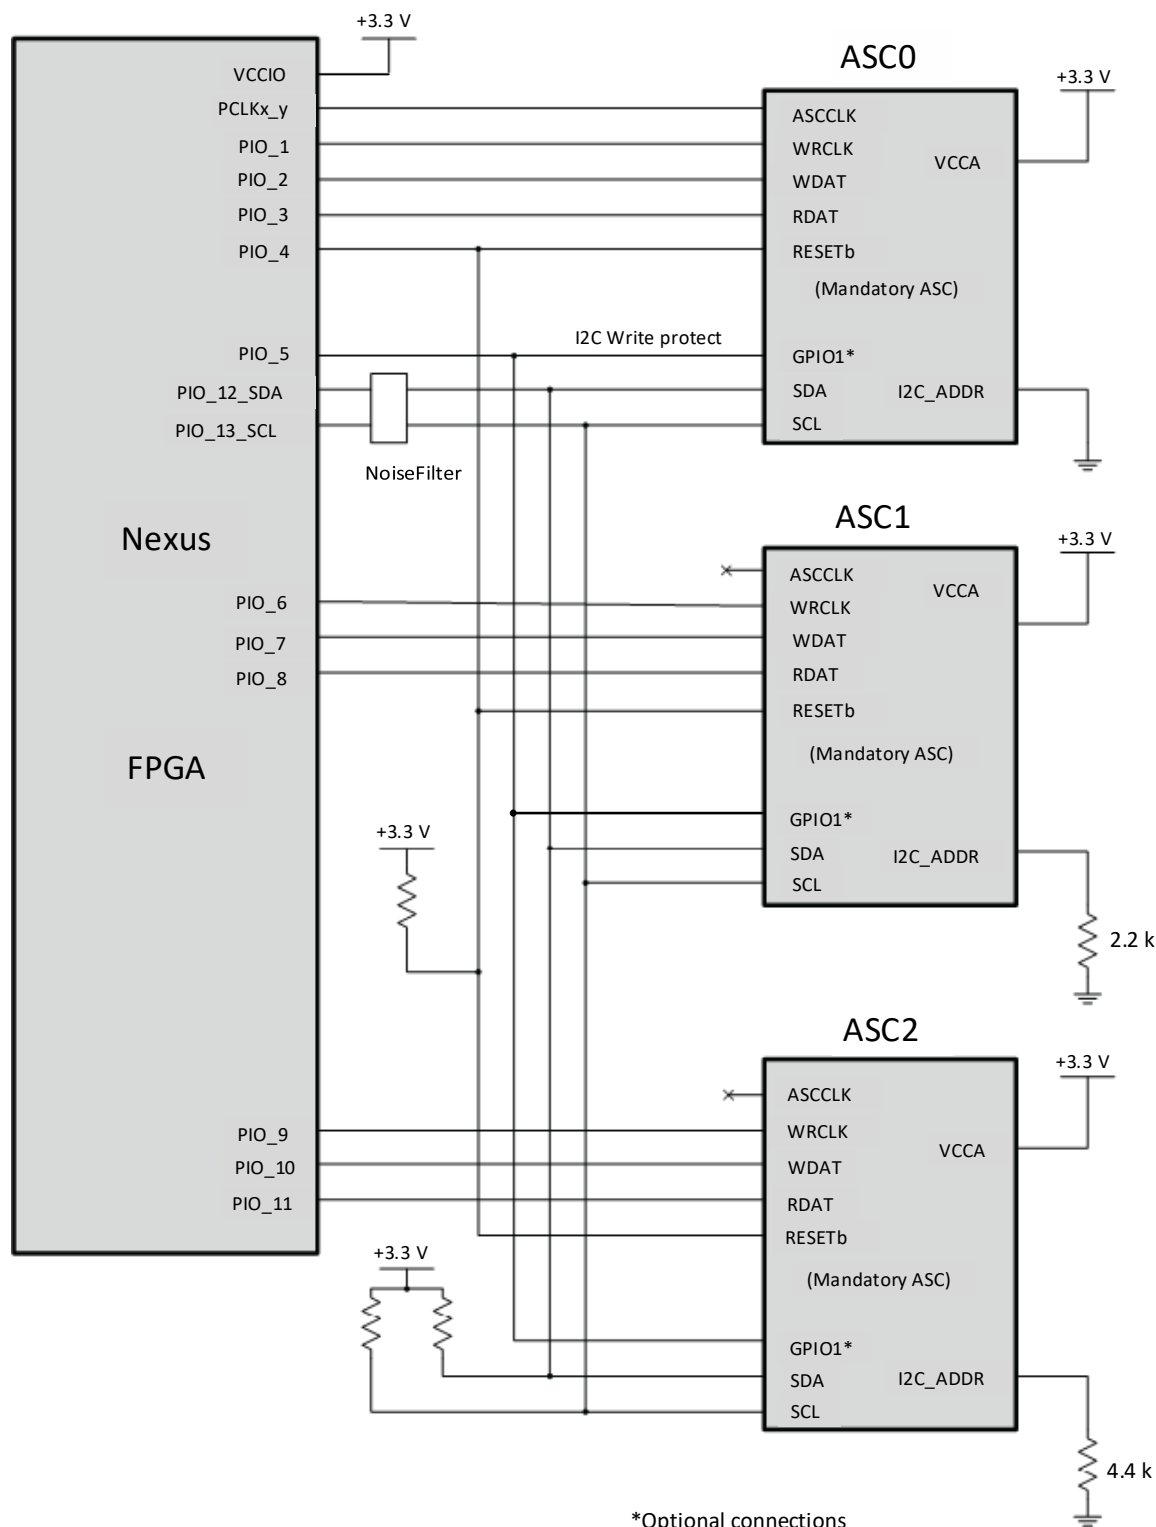 +3.3 V
VCCIO
PCLKx_y
PIO_1
PIO_2
PIO_3
PIO_4
PIO_5
PIO_12_SDA
PIO_13_SCL
NoiseFilter
I2C Write protect
Nexus
FPGA
PIO_6
PIO_7
PIO_8
PIO_9
PIO_10
PIO_11
+3.3 V
+3.3 V
ASC0
+3.3 V
ASCCLK
WRCLK
VCCA
WDAT
RDAT
RESETb
(Mandatory ASC)
GPIO1*
SDA
I2C_ADDR
SCL
ASC1
+3.3 V
ASCCLK
VCCA
WRCLK
WDAT
RDAT
RESETb
(Mandatory ASC)
GPIO1*
SDA
I2C_ADDR
SCL
2.2 k
ASC2
+3.3 V
ASCCLK
WRCLK
VCCA
WDAT
RDAT
RESETb
(Mandatory ASC)
GPIO1*
SDA
I2C_ADDR
SCL
4.4 k
*Optional connections